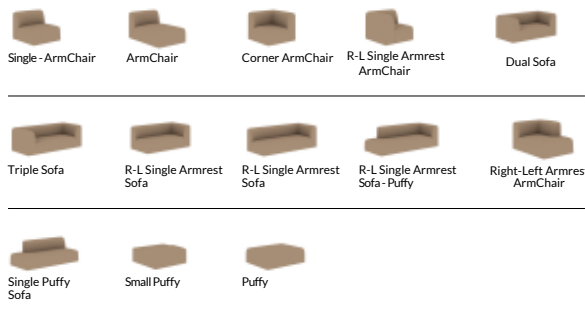 Single - ArmChair
ArmChair
Corner ArmChair
R-L Single Armrest
ArmChair
Dual Sofa
Triple Sofa
R-L Single Armrest
Sofa
R-L Single Armrest
Sofa
R-L Single Armrest
Sofa - Puffy
Right-Left Armres
ArmChair
Single Puffy
Sofa
Small Puffy
Puffy